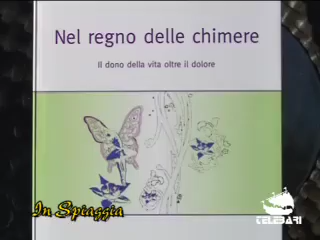 Nel regno delle chimere
Il dono della vita oltre il dolore
In Spiaggia
TELEBARI